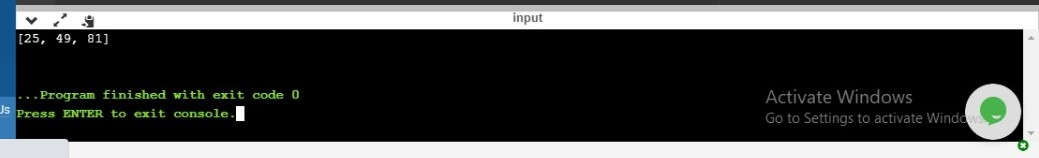 input
[25, 49, 81]
...Program finished with exit code 0
Us
Press ENTER to exit console.
Activate Windows
Go to Settings to activate Windows.